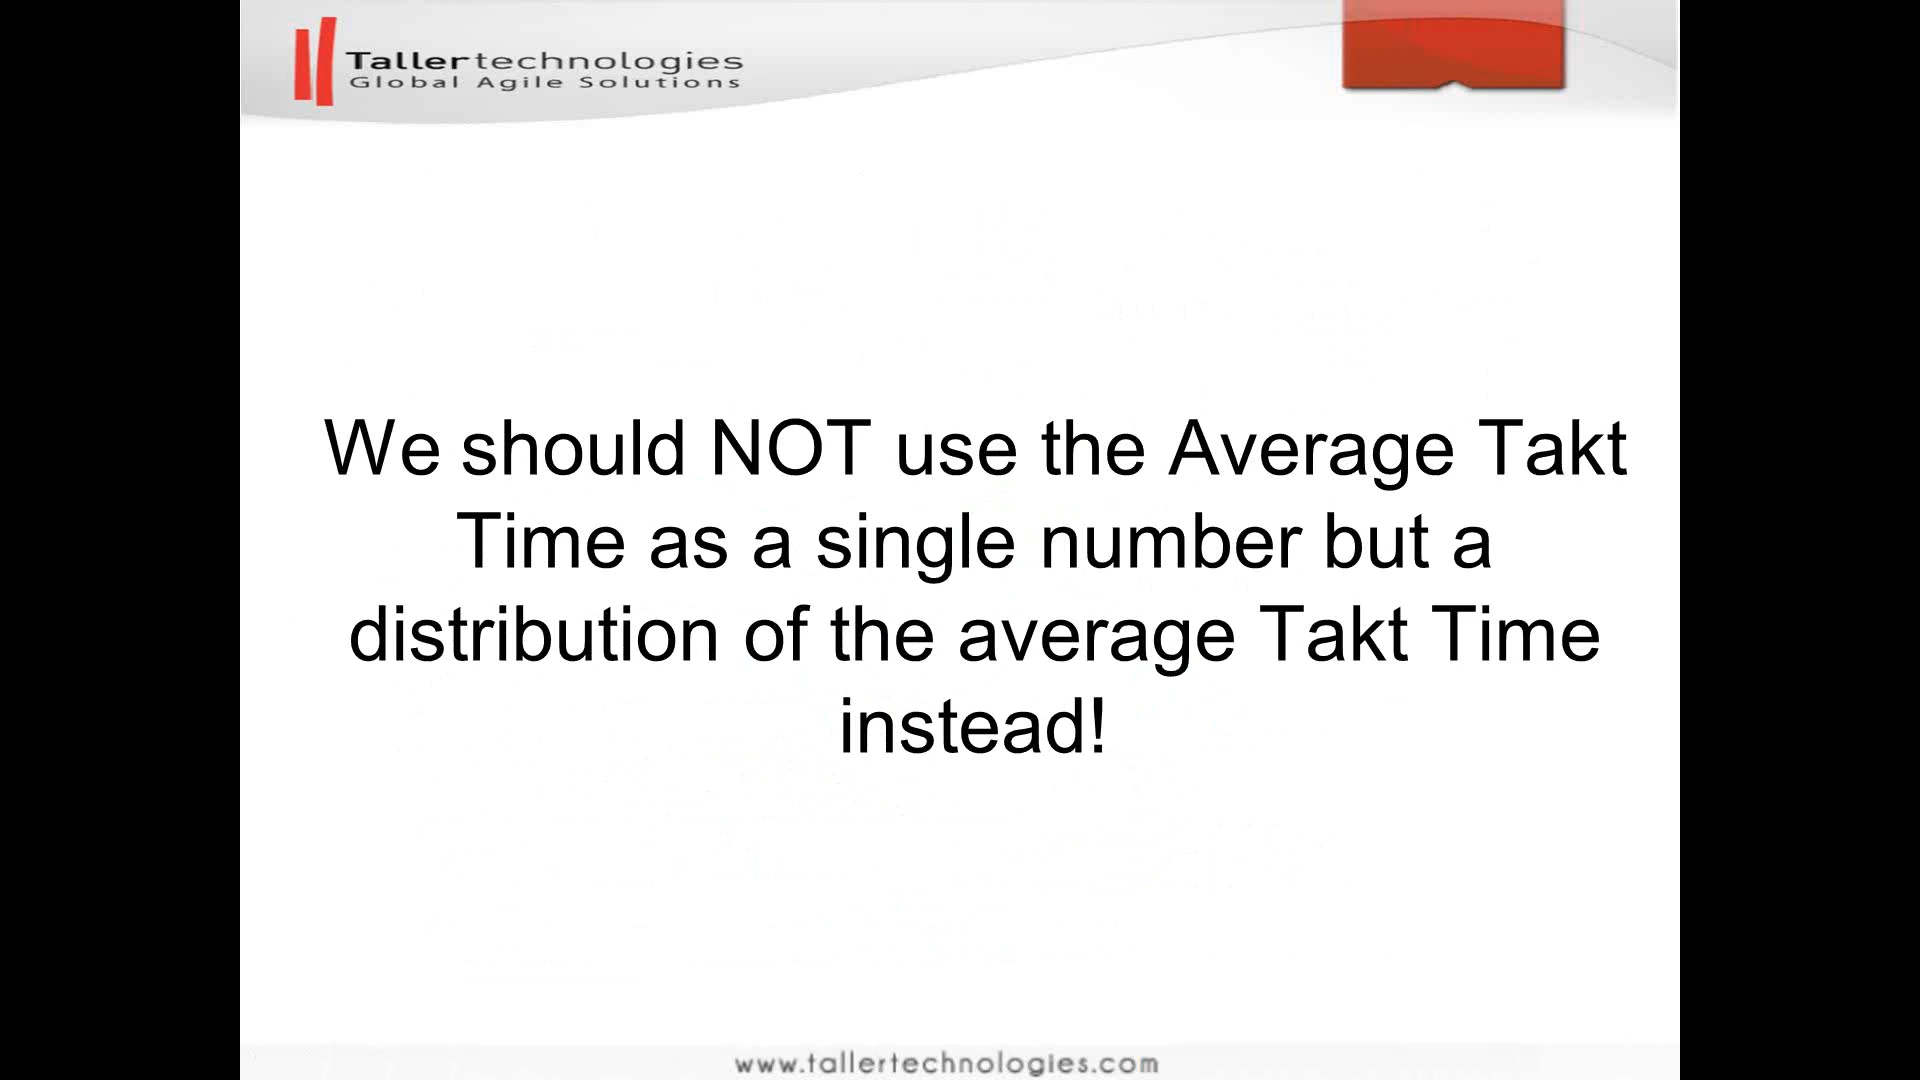 Tallertechnologies
Global Agile Solutions
We should NOT use the Average Takt
Time as a single number but a
distribution of the average Takt Time
instead!
www.tallertechnologies.com